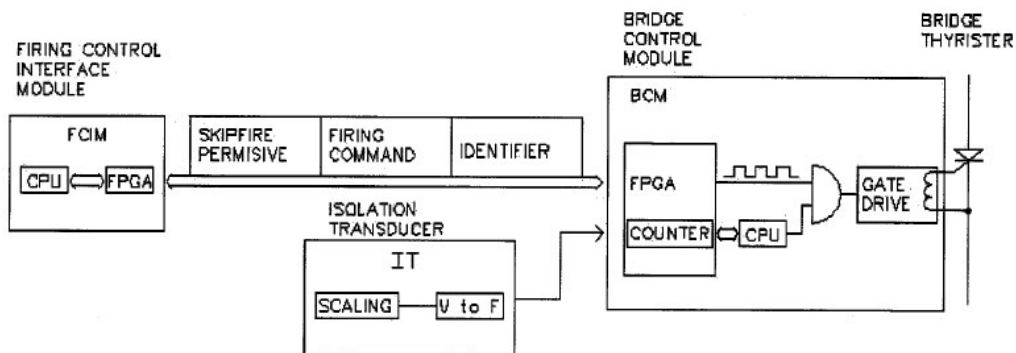 FIRING CONTROL
INTERFACE
MODULE
FCIM
CPU
FPGA
SKIPFIRE
PERMISIVE
FIRING
COMMAND
IDENTIFIER
ISOLATION
TRANSDUCER
IT
SCALING
V to F
BRIDGE
CONTROL
MODULE
BCM
FPGA
COUNTER
CPU
GATE
DRIVE
BRIDGE
THYRISTER